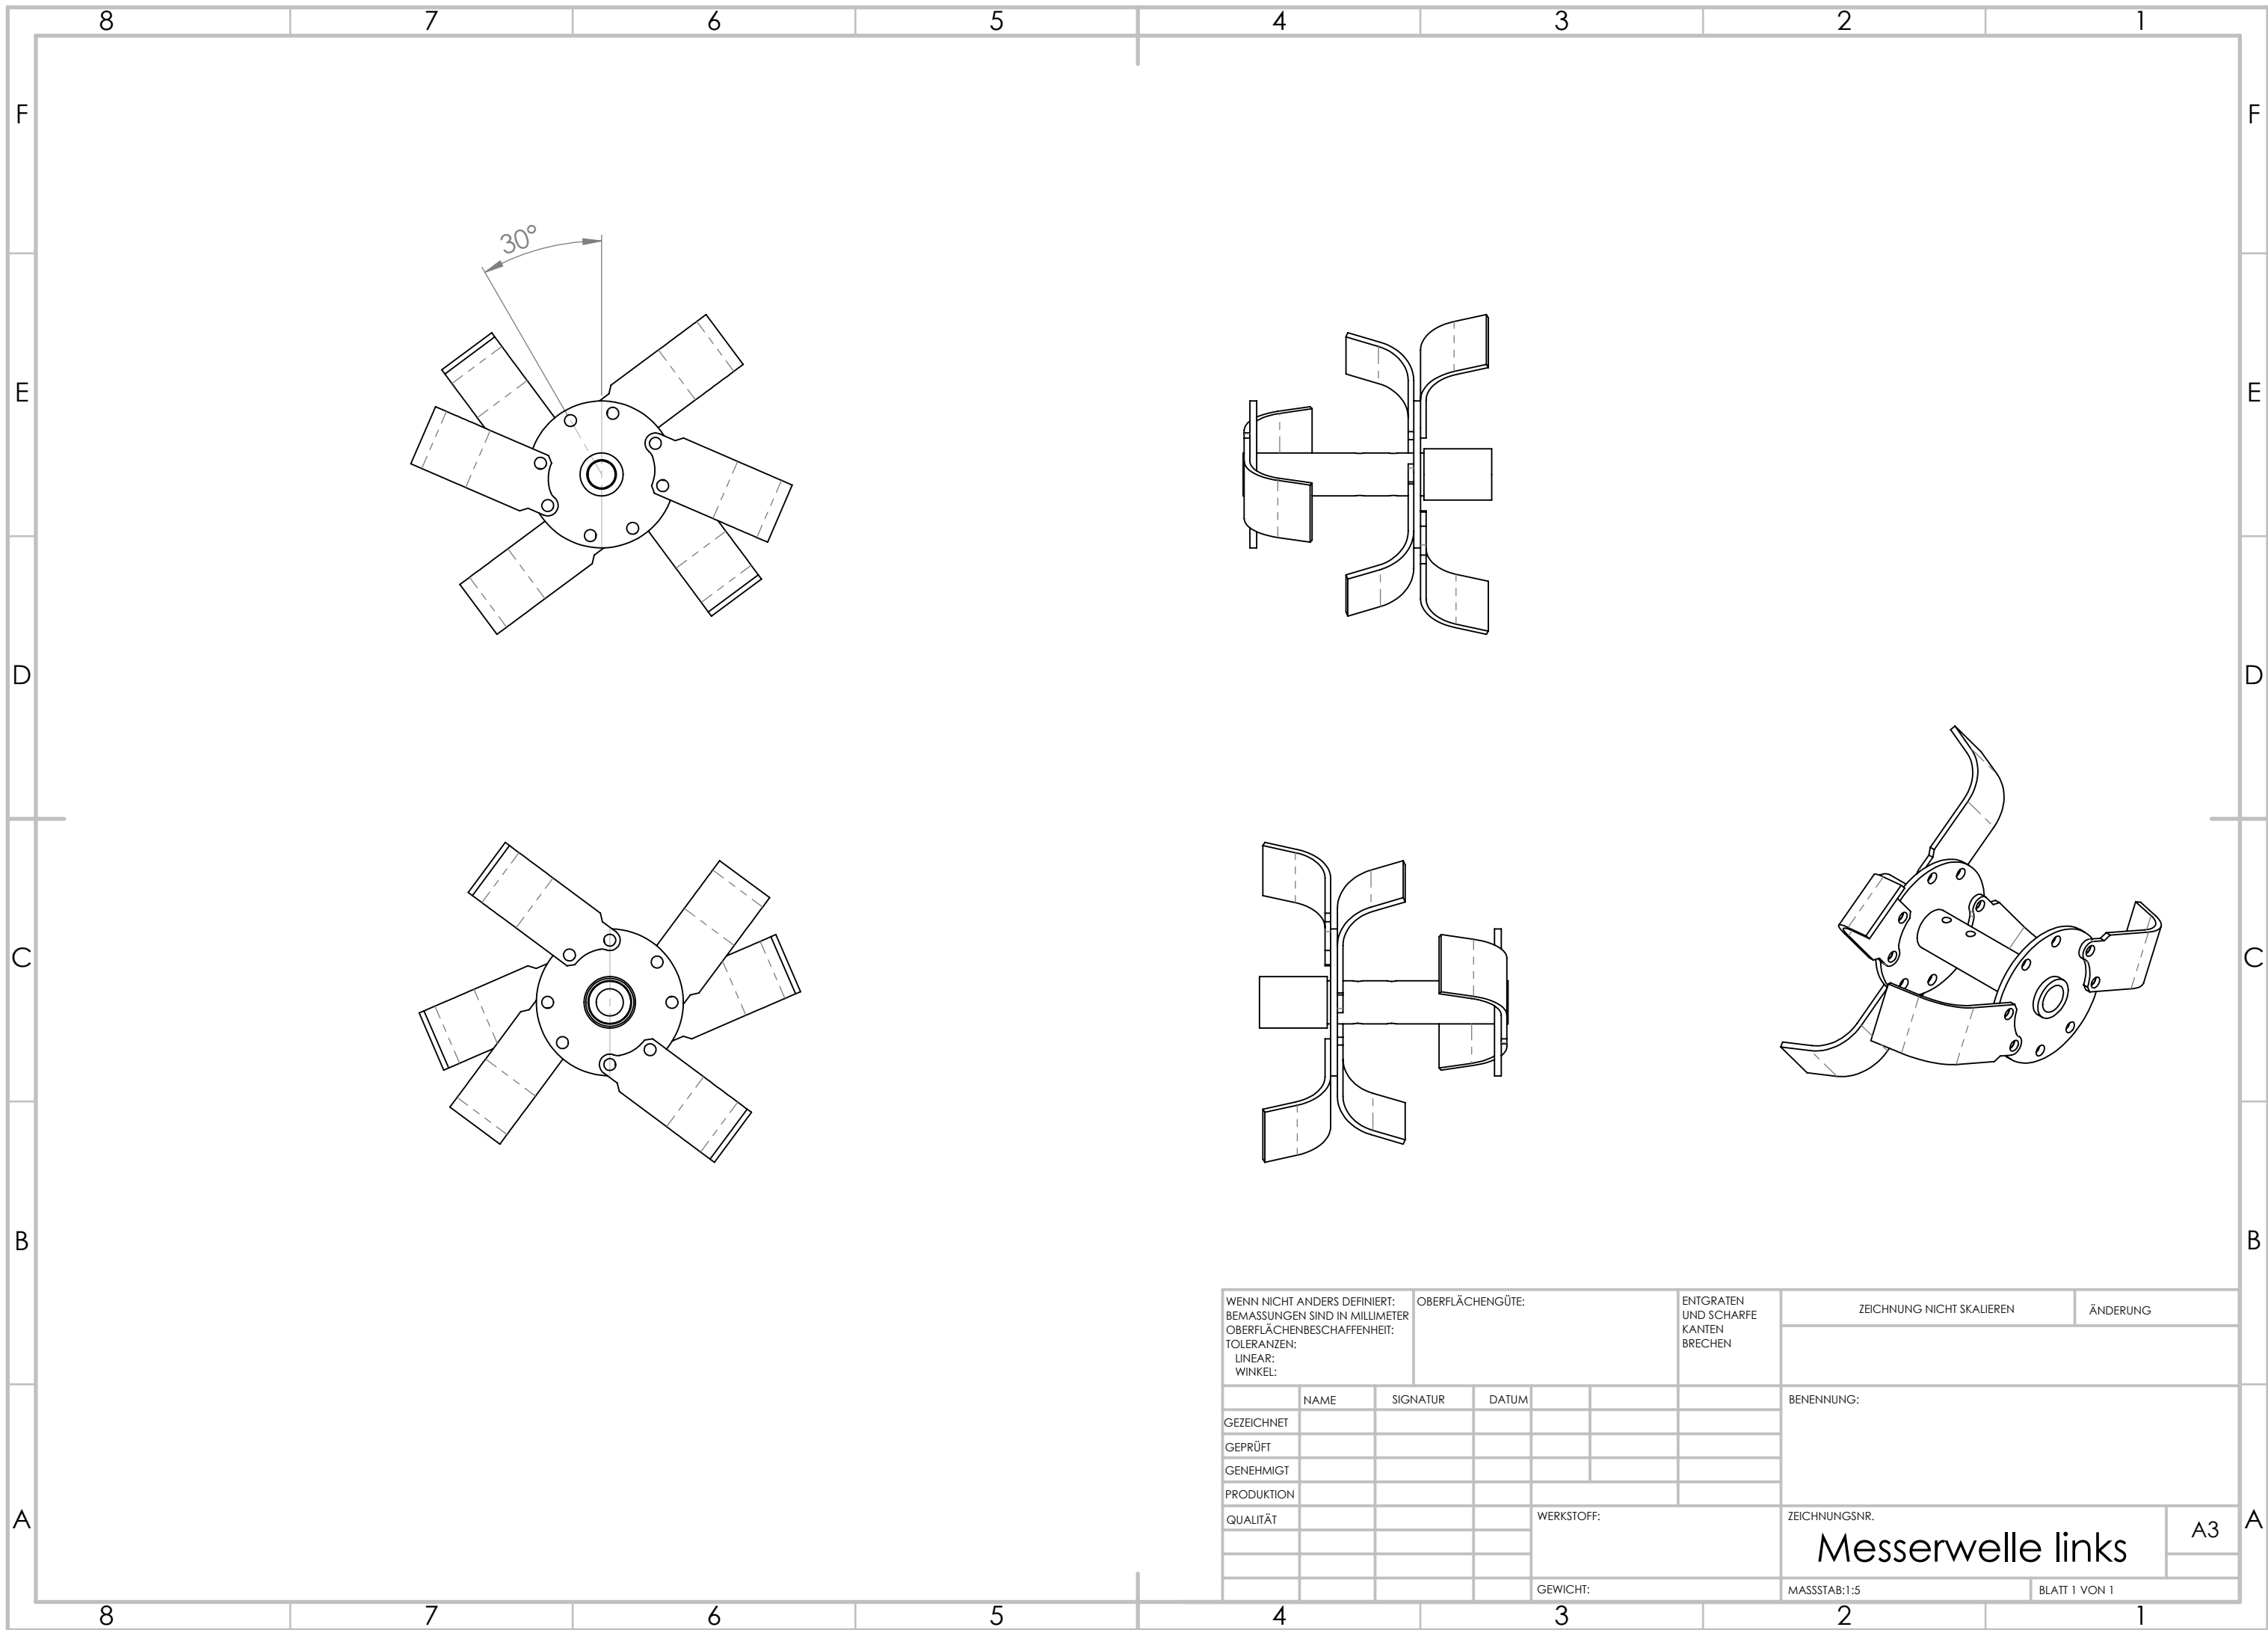 8 7 6 5 4 3 2 1
F F
30°
E E
D D
C C
B B
WENN NICHT ANDERS DEFINIERT:
BEMASSUNGEN SIND IN MILLIMETER
OBERFLÄCHENBESCHAFFENHEIT:
TOLERANZEN:
LINEAR:
WINKEL:
OBERFLÄCHENGÜTE:
ENTGRATEN
UND SCHARFE
KANTEN
BRECHEN
ZEICHNUNG NICHT SKALIEREN
ÄNDERUNG
NAME SIGNATUR DATUM
BENENNUNG:
GEZEICHNET
GEPRÜFT
GENEHMIGT
PRODUKTION
QUALITÄT
WERKSTOFF:
ZEICHNUNGSNR.
A A
Messerwelle links
A3
GEWICHT:
MASSSTAB:1:5
BLATT 1 VON 1
8 7 6 5 4 3 2 1